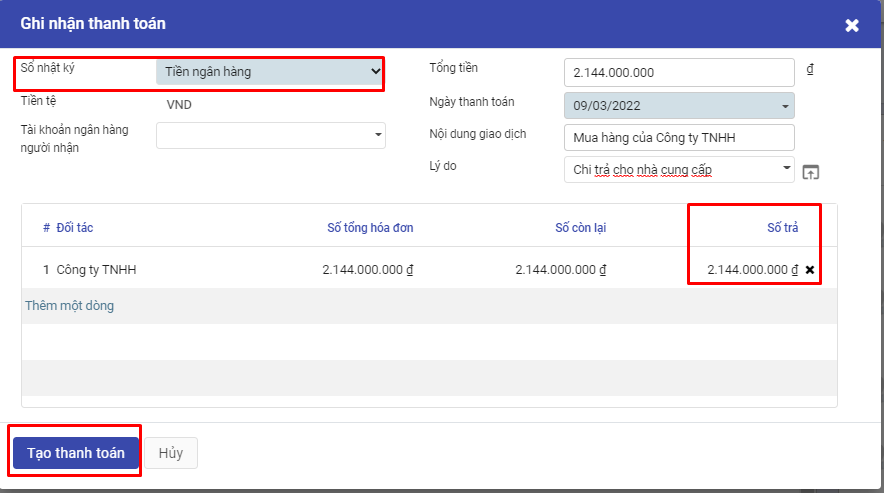 Ghi nhận thanh toán
Sổ nhật ký
Tiền ngân hàng
Tiền tệ
VND
Tài khoản ngân hàng
người nhận
Tổng tiền
2.144.000.000
đ
Ngày thanh toán
09/03/2022
Nội dung giao dịch
Mua hàng của Công ty TNHH
Lý do
Chi trả cho nhà cung cấp
# Đối tác Số tổng hóa đơn Số còn lại Số trả
1 Công ty TNHH 2.144.000.000 ₫ 2.144.000.000 ₫ 2.144.000.000 ₫
Thêm một dòng
Tạo thanh toán
Hủy